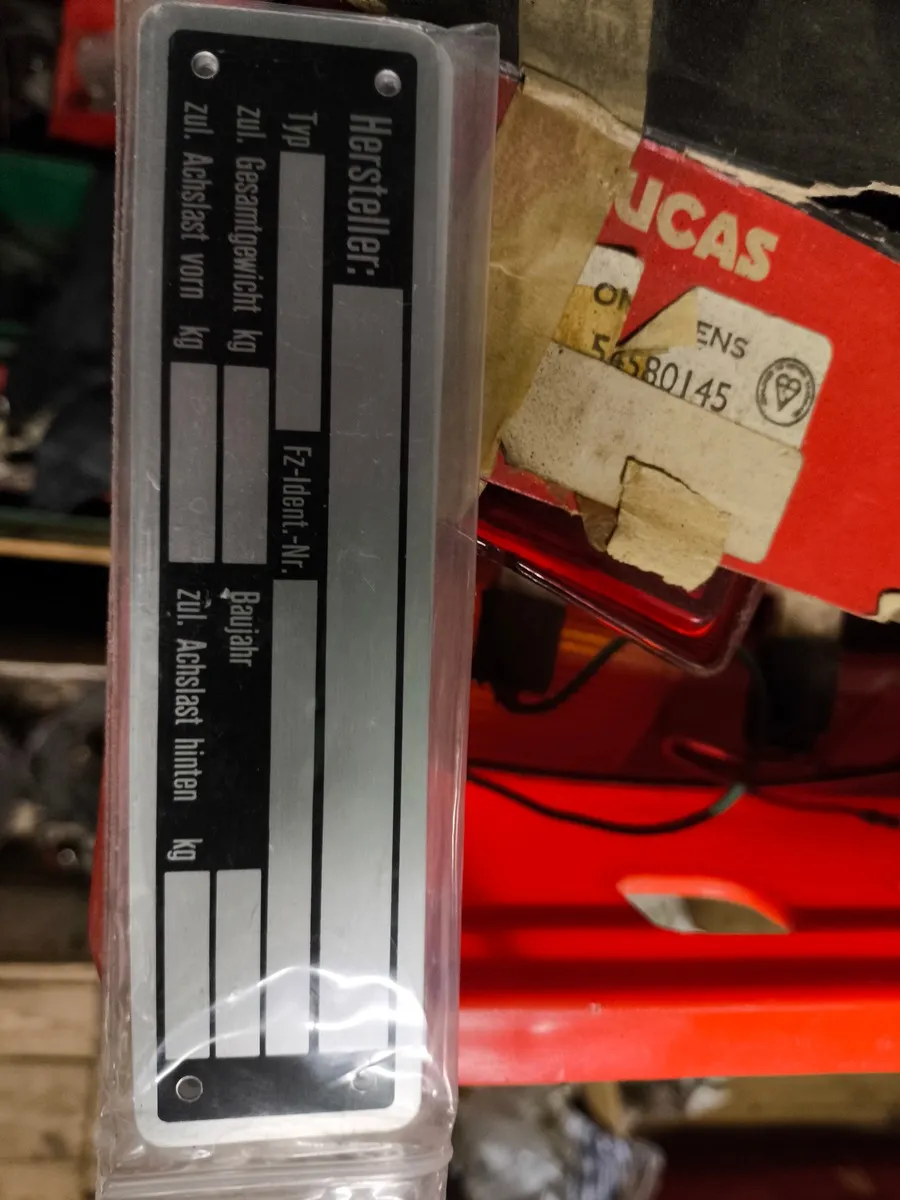 Hersteller:
Typ Fz-Ident.-Nr.
zul. Gesamtgewicht kg Baujahr
zul. Achslast vorn kg zul. Achslast hinten kg
UCAS
ENS
54580145